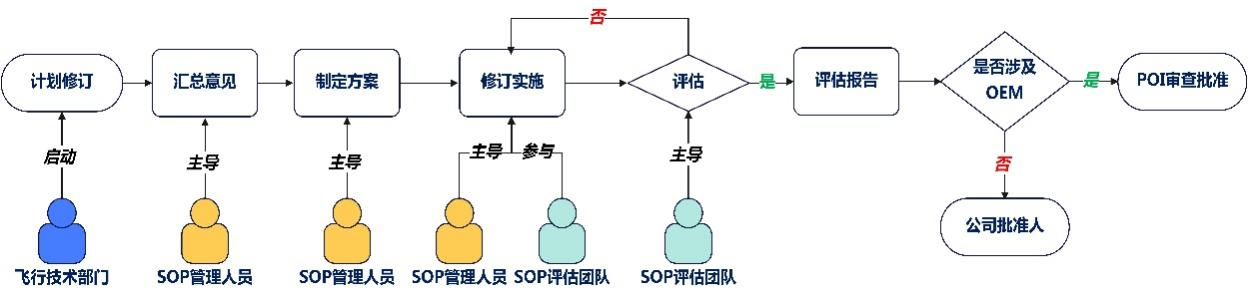 否
计划修订
汇总意见
制定方案
修订实施
评估
是
评估报告
是否涉及
OEM
是
POI审查批准
启动
主导
主导
主导
参与
主导
否
公司批准人
飞行技术部门
SOP管理人员
SOP管理人员
SOP管理人员
SOP评估团队
SOP评估团队